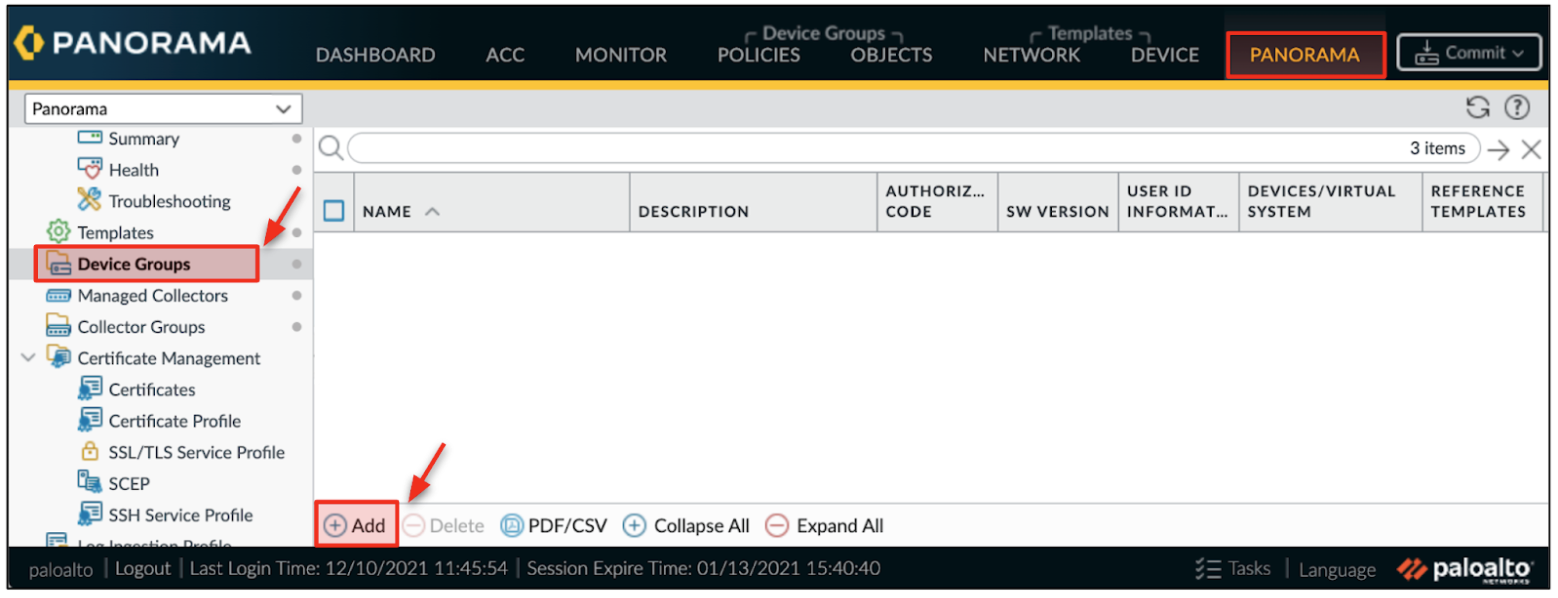 PANORAMA
Device Groups
Templates
DASHBOARD ACC MONITOR POLICIES OBJECTS NETWORK DEVICE PANORAMA Commit
Panorama
Summary
Health
Troubleshooting
Templates
Device Groups
Managed Collectors
Collector Groups
Certificate Management
Certificates
Certificate Profile
SSL/TLS Service Profile
SCEP
SSH Service Profile
Log Ingestion Profile
3 items
NAME
DESCRIPTION
AUTHORIZ...
CODE
SW VERSION
USER ID
INFORMAT...
DEVICES/VIRTUAL
SYSTEM
REFERENCE
TEMPLATES
Add Delete PDF/CSV Collapse All Expand All
paloalto | Logout | Last Login Time: 12/10/2021 11:45:54 | Session Expire Time: 01/13/2021 15:40:40 Tasks | Language paloalto
NETWORKS